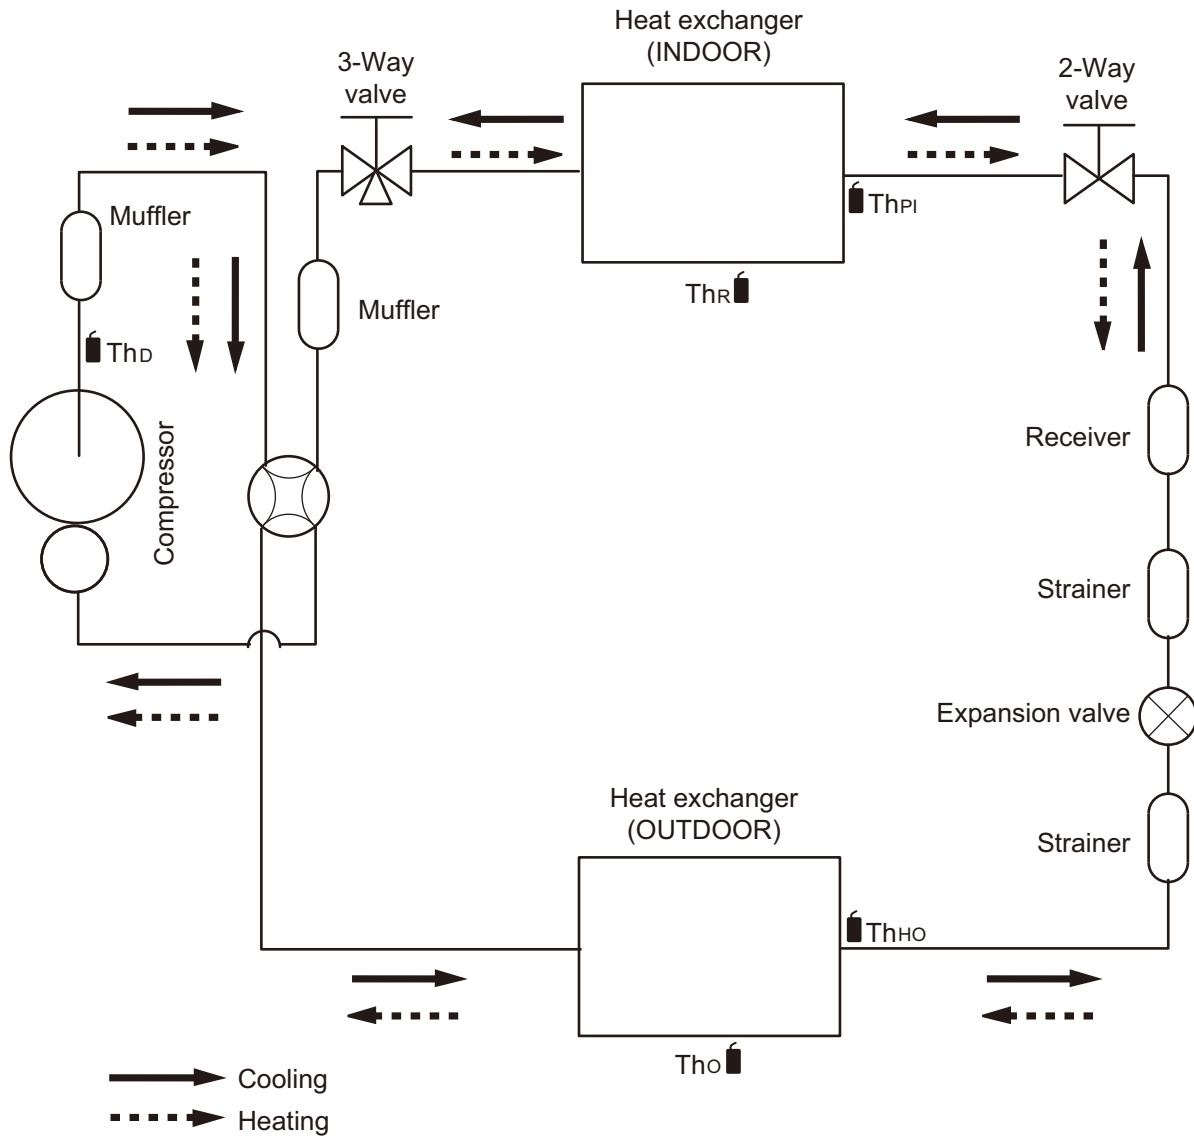 Heat exchanger
(INDOOR)
3-Way
valve
2-Way
valve
Muffler
ThPI
ThR
Muffler
ThD
Compressor
Receiver
Strainer
Expansion valve
Heat exchanger
(OUTDOOR)
Strainer
ThHO
ThO
Cooling
Heating